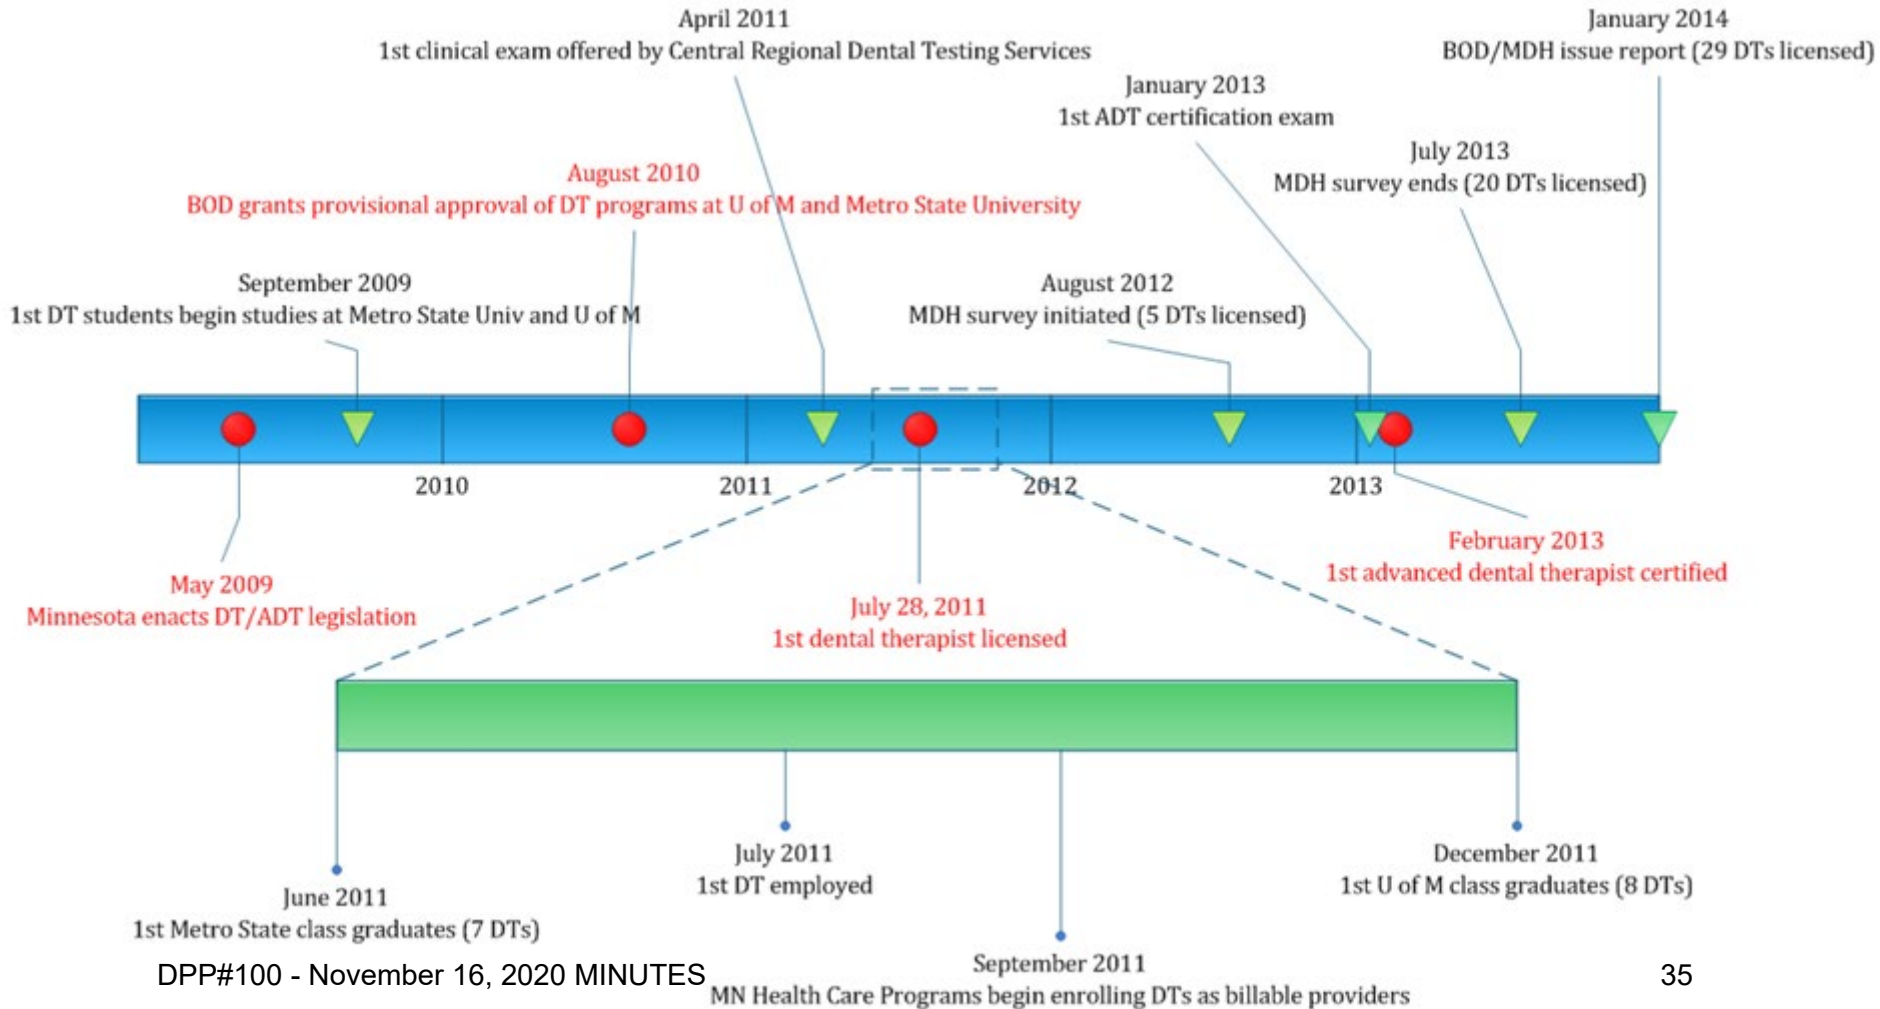 April 2011
1st clinical exam offered by Central Regional Dental Testing Services
January 2014
BOD/MDH issue report (29 DTs licensed)
January 2013
1st ADT certification exam
July 2013
MDH survey ends (20 DTs licensed)
August 2010
BOD grants provisional approval of DT programs at U of M and Metro State University
September 2009
1st DT students begin studies at Metro State Univ and U of M
August 2012
MDH survey initiated (5 DTs licensed)
2010
2011
2012
2013
May 2009
Minnesota enacts DT/ADT legislation
July 28, 2011
1st dental therapist licensed
February 2013
1st advanced dental therapist certified
June 2011
1st Metro State class graduates (7 DTs)
July 2011
1st DT employed
September 2011
MN Health Care Programs begin enrolling DTs as billable providers
December 2011
1st U of M class graduates (8 DTs)
DPP#100 - November 16, 2020 MINUTES
35